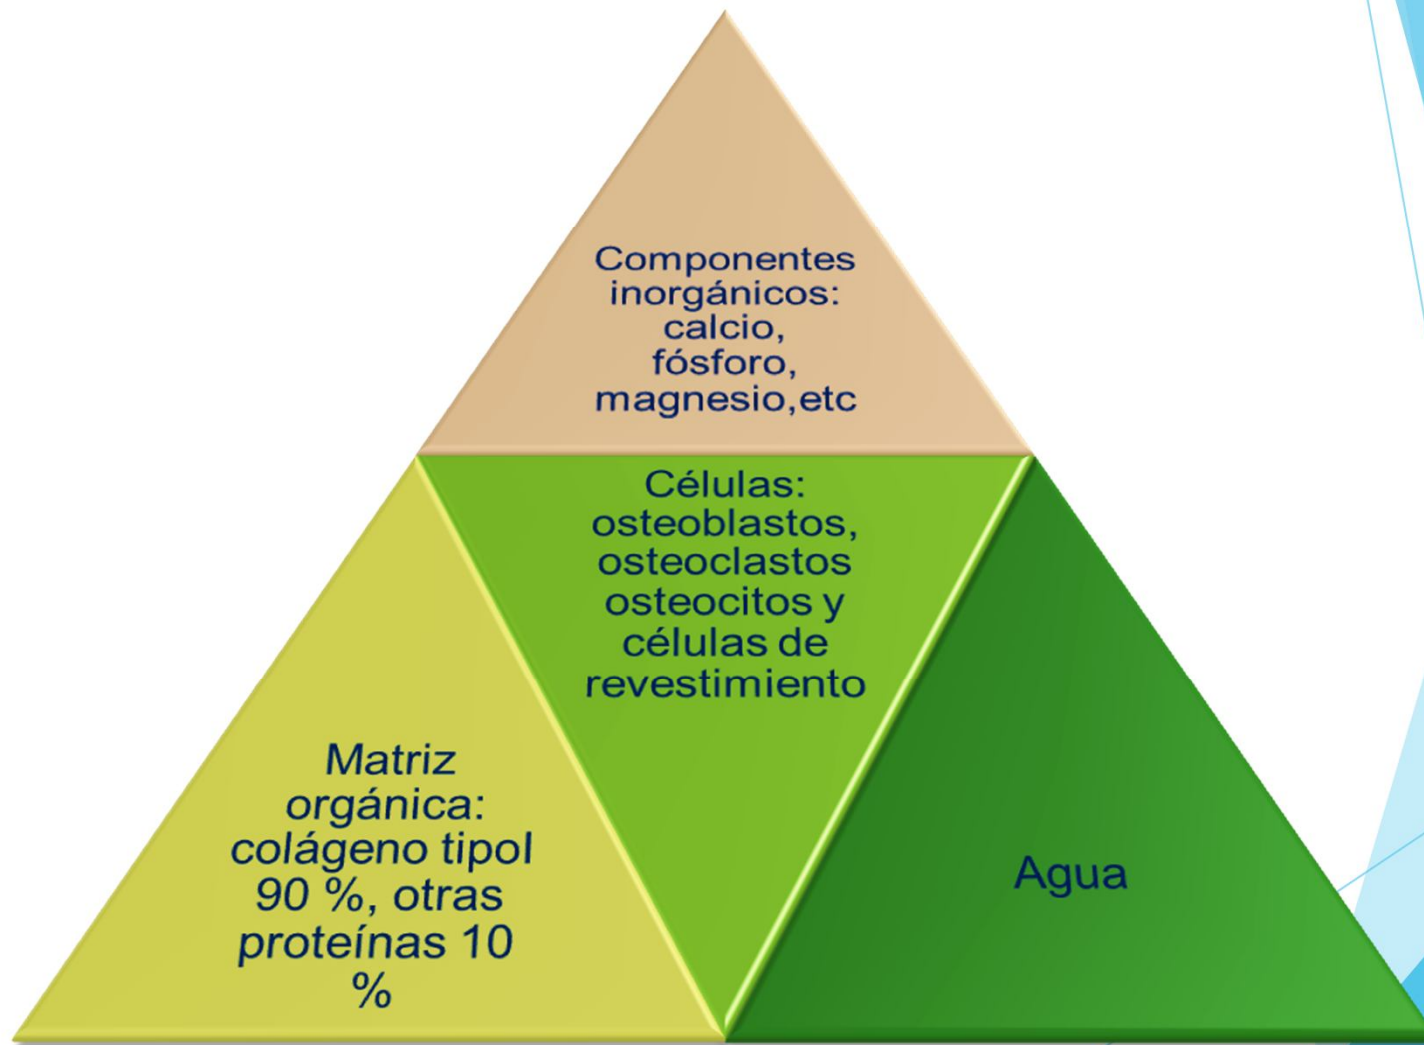 Componentes
inorgánicos:
calcio,
fósforo,
magnesio,etc
Células:
osteoblastos,
osteoclastos
osteocitos y
células de
revestimiento
Matriz
orgánica:
colágeno tipoI
90 %, otras
proteínas 10
%
Agua